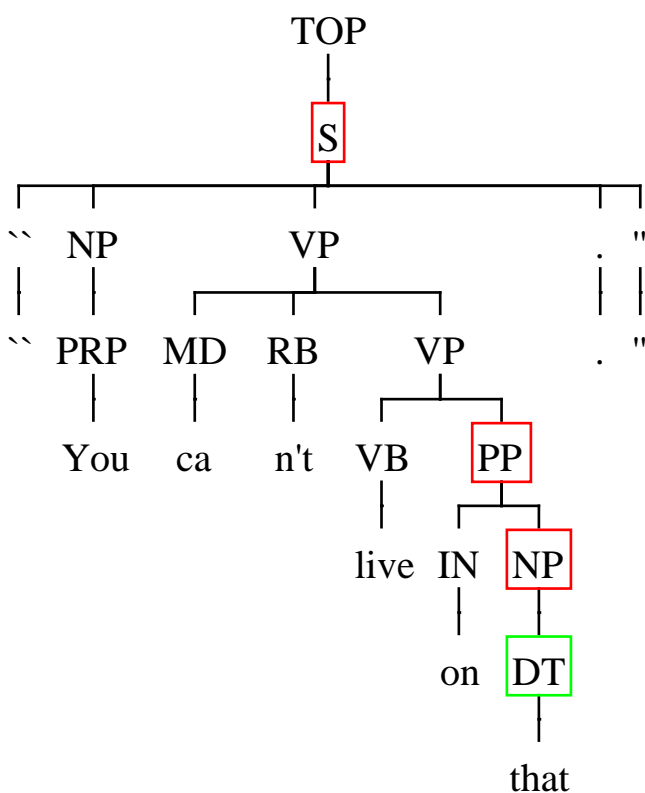 TOP
S
`` NP VP . "
`` PRP MD RB VP . "
You ca n't VB PP
live IN NP
on DT
that